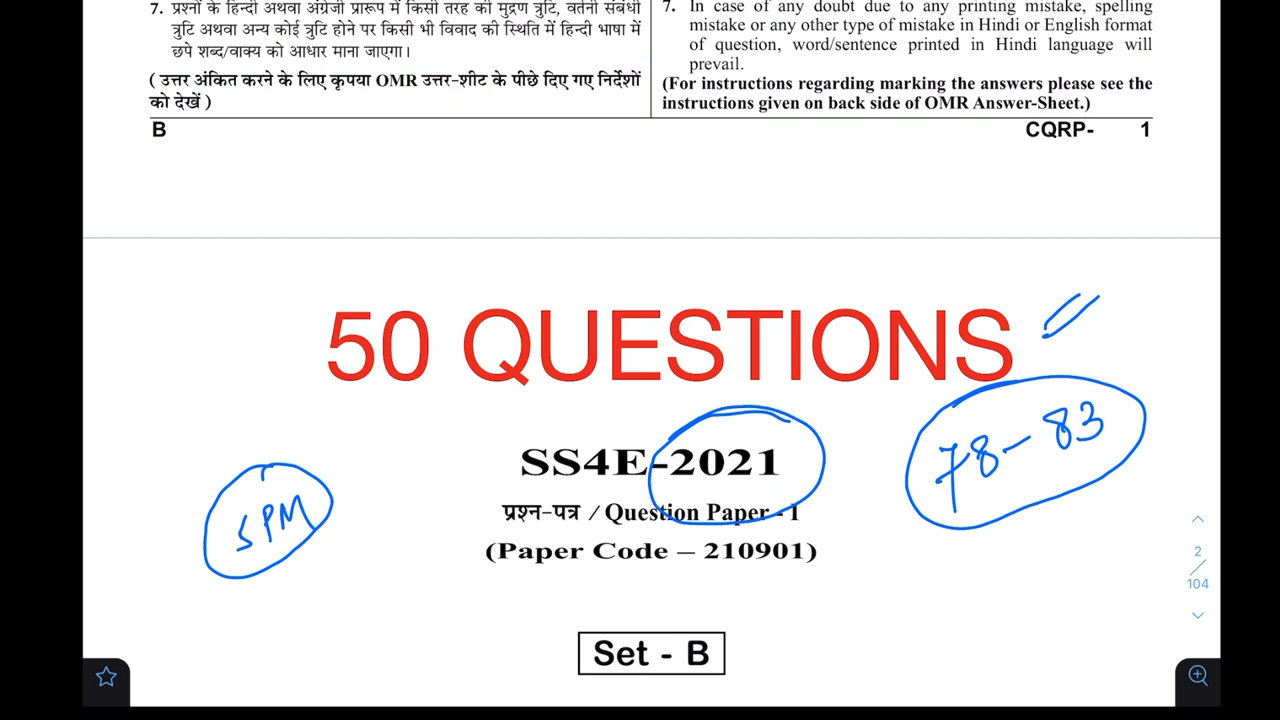 7. प्रश्नों के हिन्दी अथवा अंग्रेजी प्रारूप में किसी तरह की मुद्रण त्रुटि, वर्तनी संबंधी
त्रुटि अथवा अन्य कोई त्रुटि होने पर किसी भी विवाद की स्थिति में हिन्दी भाषा में
छपे शब्द/वाक्य को आधार माना जाएगा।
( उत्तर अंकित करने के लिए कृपया OMR उत्तर-शीट के पीछे दिए गए निर्देशों
को देखें )
7. In case of any doubt due to any printing mistake, spelling
mistake or any other type of mistake in Hindi or English format
of question, word/sentence printed in Hindi language will
prevail.
(For instructions regarding marking the answers please see the
instructions given on back side of OMR Answer-Sheet.)
B CQRP- 1
50 QUESTIONS
78-83
SS4E-2021
5 PM
प्रश्न-पत्र / Question Paper - I
(Paper Code – 210901)
2
104
Set - B